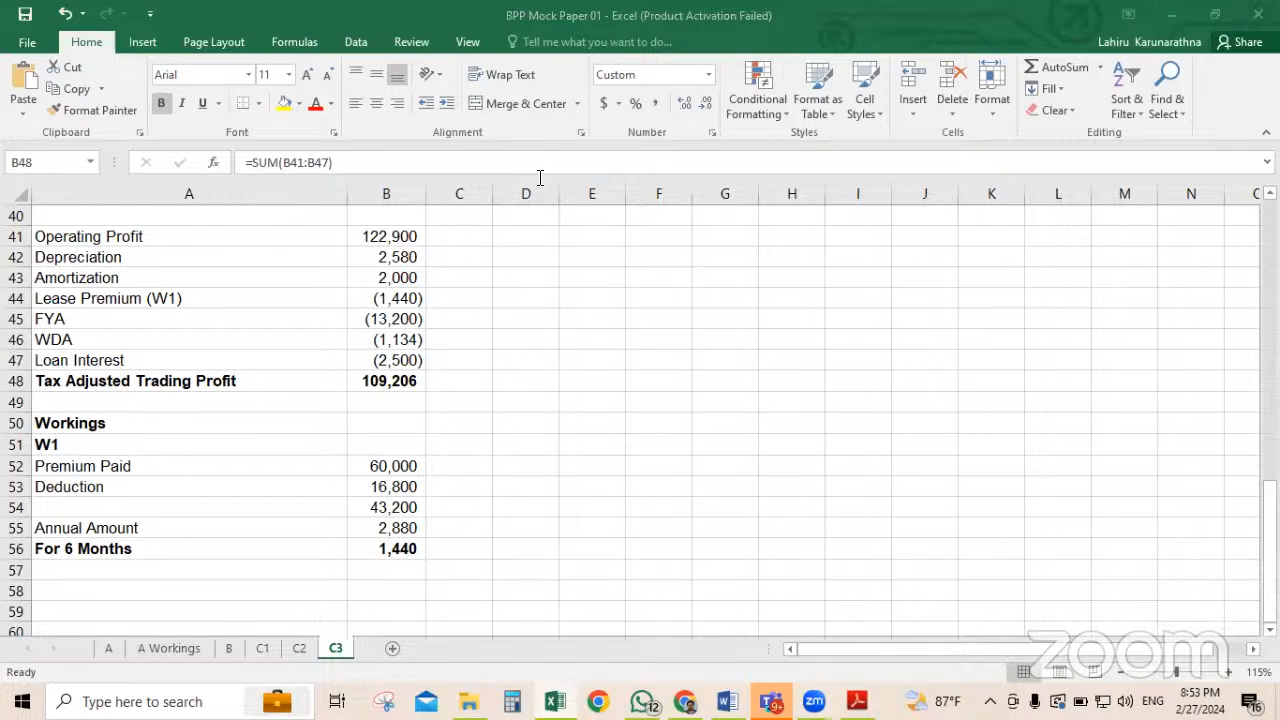 BPP Mock Paper 01 - Excel (Product Activation Failed)
File Home Insert Page Layout Formulas Data Review View Tell me what you want to do... Lahiru Karunarathna Share
Paste Cut Copy Format Painter Clipboard
Arial 11 B I U Font
Wrap Text Merge & Center Alignment
Custom $ % , Number
Conditional Formatting Format as Table Cell Styles Styles
Insert Delete Format Cells
AutoSum Fill Clear Sort & Filter Find & Select Editing
B48 fx =SUM(B41:B47)
A B C D E F G H I J K L M N
40
41 Operating Profit 122,900
42 Depreciation 2,580
43 Amortization 2,000
44 Lease Premium (W1) (1,440)
45 FYA (13,200)
46 WDA (1,134)
47 Loan Interest (2,500)
48 Tax Adjusted Trading Profit 109,206
49
50 Workings
51 W1
52 Premium Paid 60,000
53 Deduction 16,800
54 43,200
55 Annual Amount 2,880
56 For 6 Months 1,440
57
58
59
60
A A Workings B C1 C2 C3
zoom
Ready 115%
Type here to search 12 9+ 87°F ENG 8:53 PM 2/27/2024 16